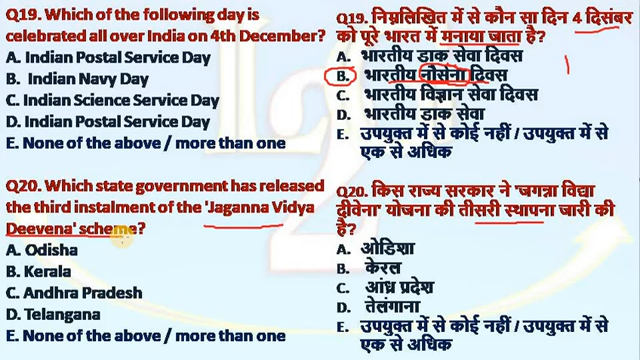 Q19. Which of the following day is
celebrated all over India on 4th December?
A. Indian Postal Service Day
B. Indian Navy Day
C. Indian Science Service Day
D. Indian Postal Service Day
E. None of the above / more than one
Q19. निम्नलिखित में से कौन सा दिन 4 दिसंबर
को पूरे भारत में मनाया जाता है?
A. भारतीय डाक सेवा दिवस
B. भारतीय नौसेना दिवस
C. भारतीय विज्ञान सेवा दिवस
D. भारतीय डाक सेवा
E. उपयुक्त में से कोई नहीं / उपयुक्त में से
एक से अधिक
Q20. Which state government has released
the third instalment of the 'Jaganna Vidya
Deevena' scheme?
A. Odisha
B. Kerala
C. Andhra Pradesh
D. Telangana
E. None of the above / more than one
Q20. किस राज्य सरकार ने 'जगन्ना विद्या
दीवेना' योजना की तीसरी स्थापना जारी की
है?
A. ओडिशा
B. केरल
C. आंध्र प्रदेश
D. तेलंगाना
E. उपयुक्त में से कोई नहीं / उपयुक्त में से
एक से अधिक